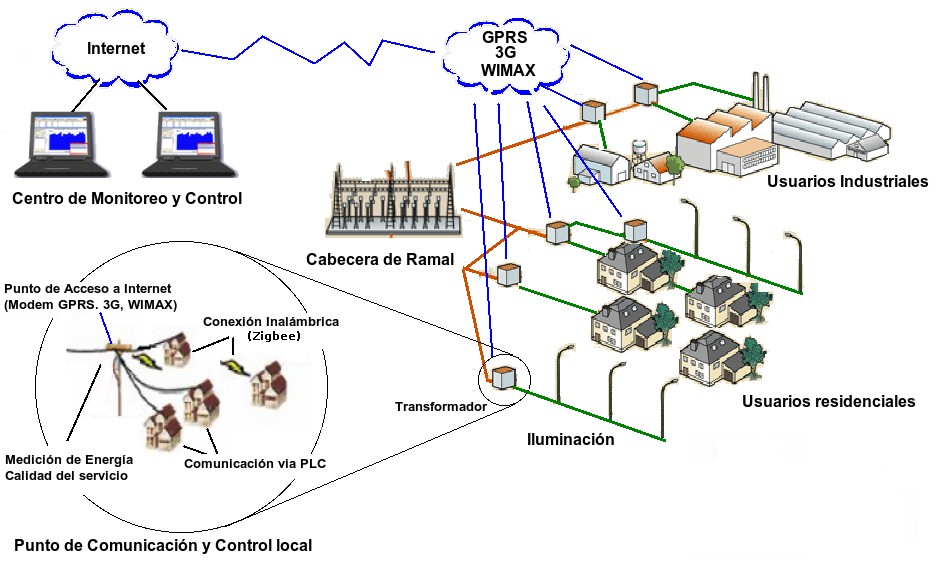 Internet
GPRS
3G
WIMAX
Centro de Monitoreo y Control
Usuarios Industriales
Cabecera de Ramal
Punto de Acceso a Internet
(Modem GPRS. 3G, WIMAX)
Conexión Inalámbrica
(Zigbee)
Transformador
Usuarios residenciales
Iluminación
Medición de Energía
Calidad del servicio
Comunicación via PLC
Punto de Comunicación y Control local